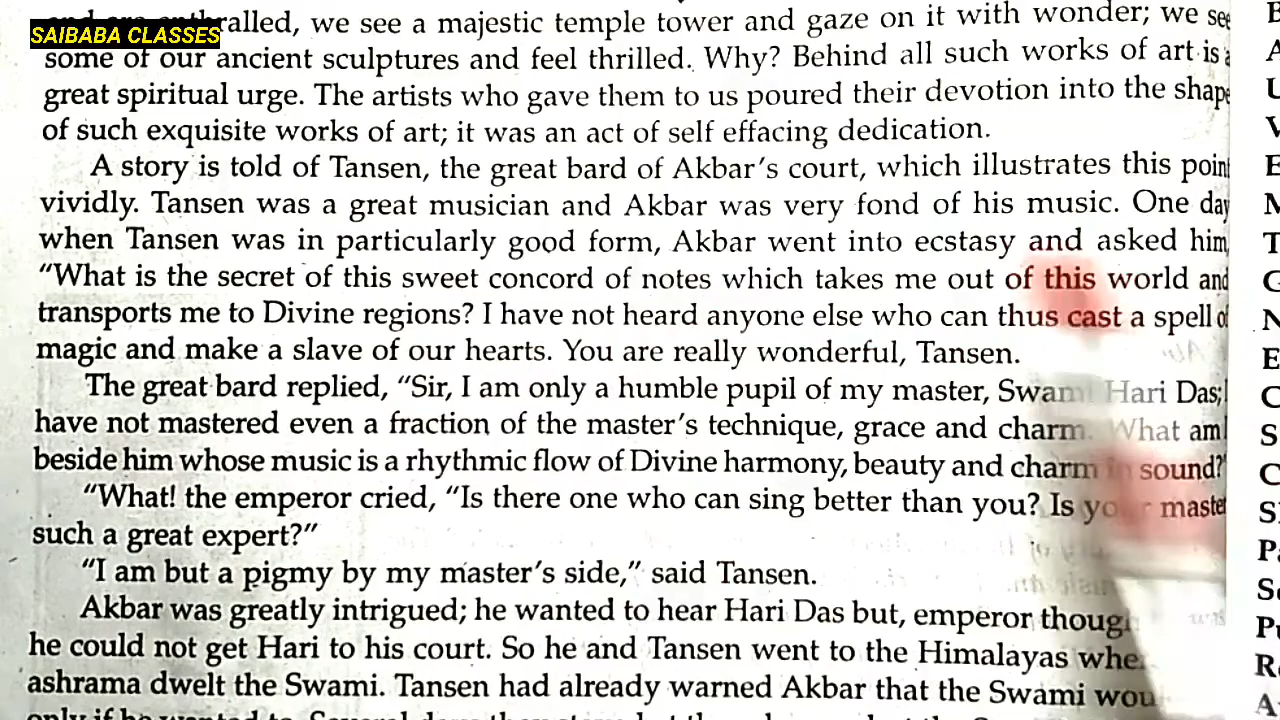 SAIBABA CLASSES
enthralled, we see a majestic temple tower and gaze on it with wonder; we see
some of our ancient sculptures and feel thrilled. Why? Behind all such works of art is a
great spiritual urge. The artists who gave them to us poured their devotion into the shape
of such exquisite works of art; it was an act of self effacing dedication.
A story is told of Tansen, the great bard of Akbar's court, which illustrates this point
vividly. Tansen was a great musician and Akbar was very fond of his music. One day
when Tansen was in particularly good form, Akbar went into ecstasy and asked him,
"What is the secret of this sweet concord of notes which takes me out of this world and
transports me to Divine regions? I have not heard anyone else who can thus cast a spell of
magic and make a slave of our hearts. You are really wonderful, Tansen.
The great bard replied, "Sir, I am only a humble pupil of my master, Swami Hari Das; I
have not mastered even a fraction of the master's technique, grace and charm. What am I
beside him whose music is a rhythmic flow of Divine harmony, beauty and charm in sound?"
"What! the emperor cried, "Is there one who can sing better than you? Is your master
such a great expert?"
"I am but a pigmy by my master's side," said Tansen.
Akbar was greatly intrigued; he wanted to hear Hari Das but, emperor though
he could not get Hari to his court. So he and Tansen went to the Himalayas
ashrama dwelt the Swami. Tansen had already warned Akbar that the Swami
only if he wanted to.